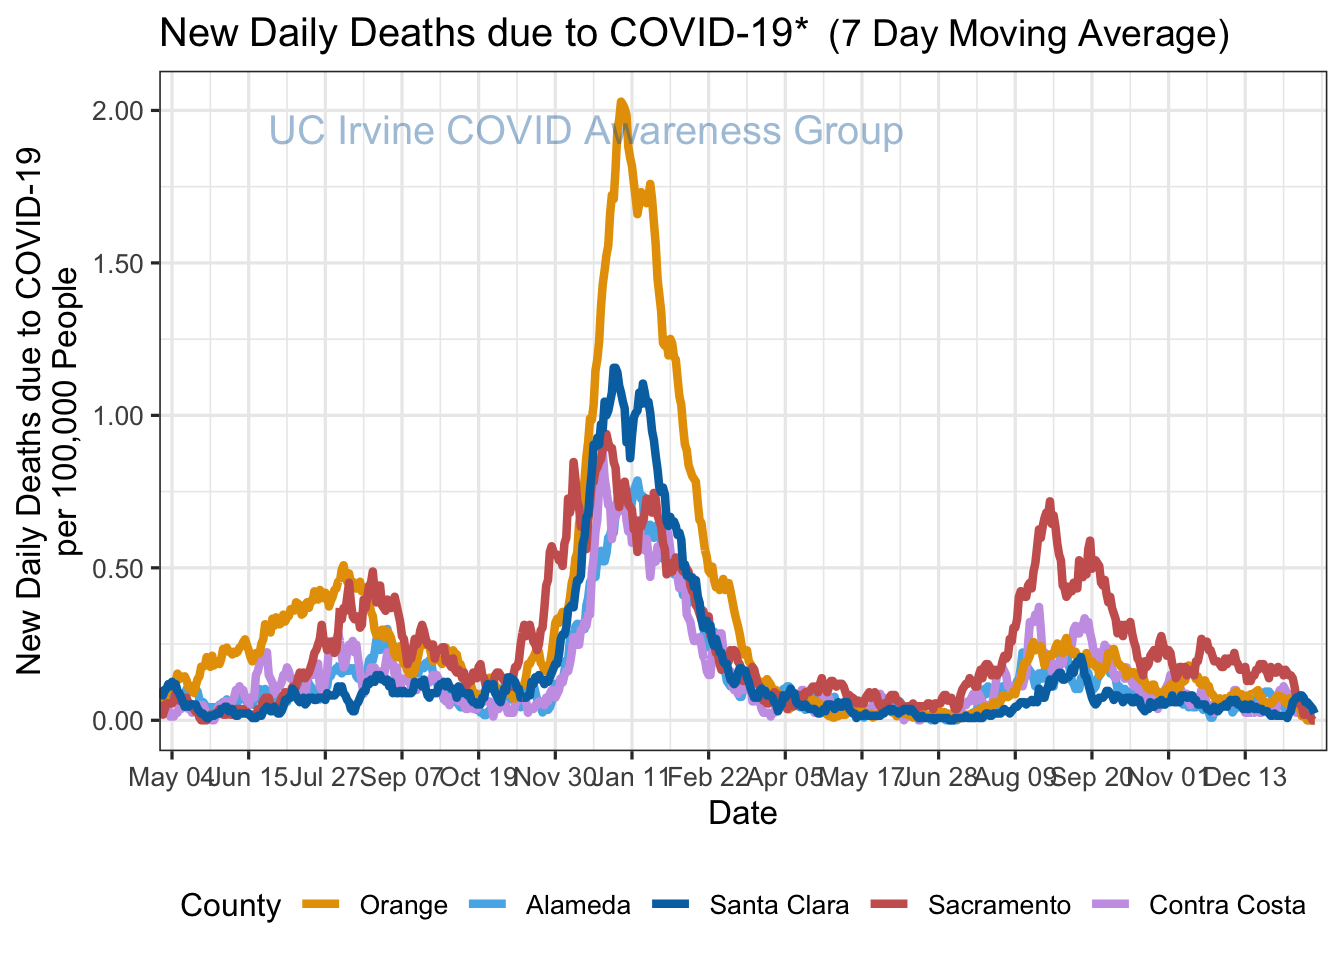 New Daily Deaths due to COVID-19* (7 Day Moving Average)
UC Irvine COVID Awareness Group
New Daily Deaths due to COVID-19
per 100,000 People
2.00
1.50
1.00
0.50
0.00
May 04 Jun 15 Jul 27 Sep 07 Oct 19 Nov 30 Jan 11 Feb 22 Apr 05 May 17 Jun 28 Aug 09 Sep 20 Nov 01 Dec 13
Date
County Orange Alameda Santa Clara Sacramento Contra Costa